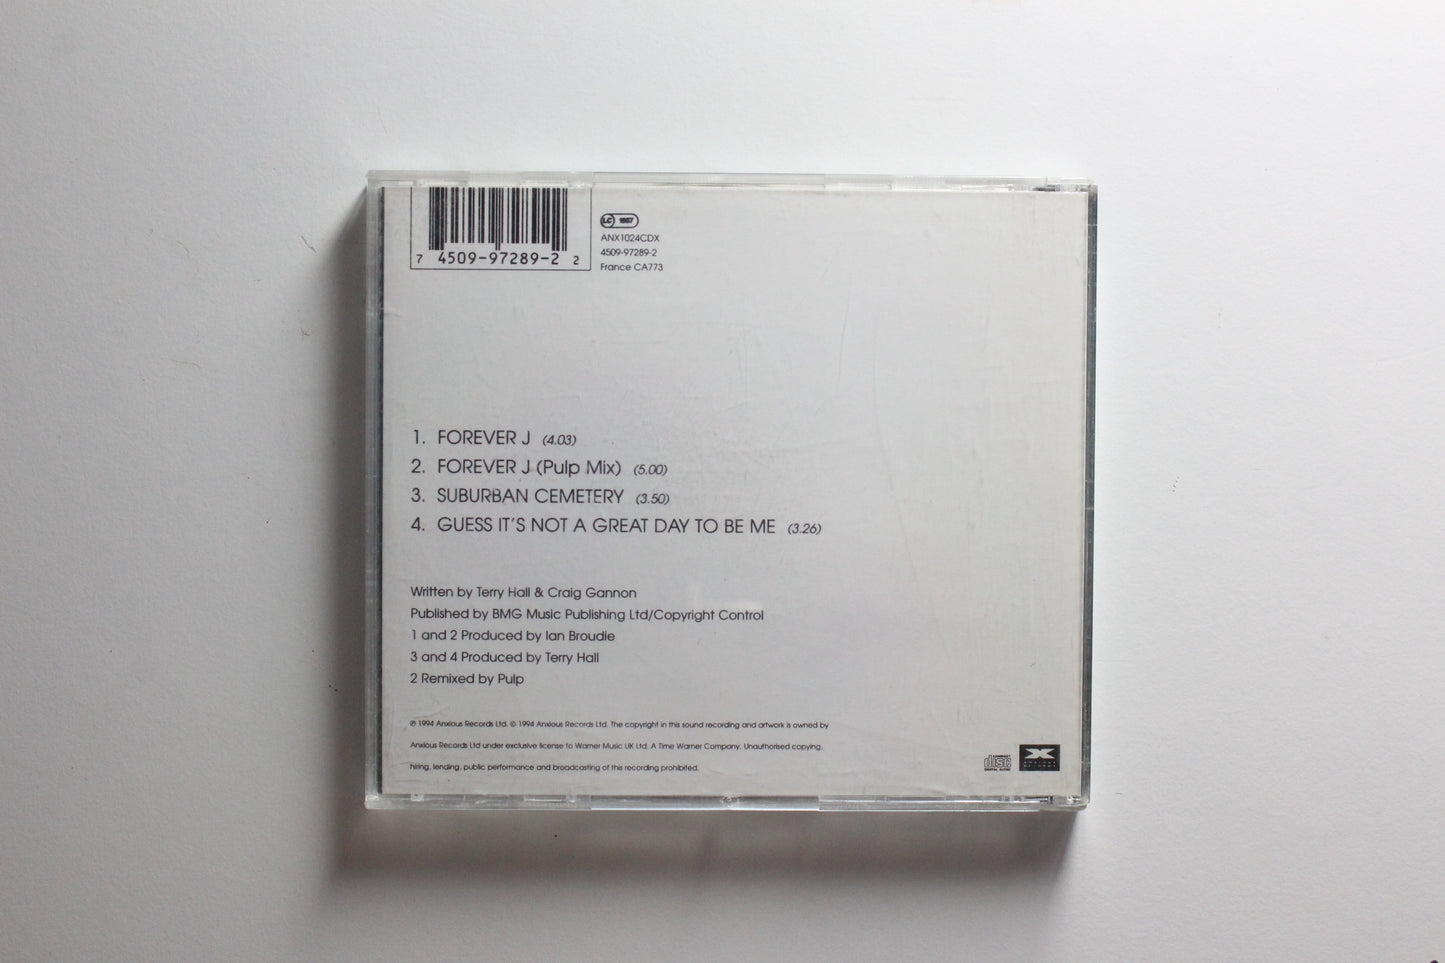 7 4509-97289-2 2
LC 1667
ANX1024CDX
4509-97289-2
France CA773
1. FOREVER J (4.03)
2. FOREVER J (Pulp Mix) (5.00)
3. SUBURBAN CEMETERY (3.50)
4. GUESS IT'S NOT A GREAT DAY TO BE ME (3.26)
Written by Terry Hall & Craig Gannon
Published by BMG Music Publishing Ltd/Copyright Control
1 and 2 Produced by Ian Broudie
3 and 4 Produced by Terry Hall
2 Remixed by Pulp
℗ 1994 Anxious Records Ltd. © 1994 Anxious Records Ltd. The copyright in this sound recording and artwork is owned by
Anxious Records Ltd under exclusive license to Warner Music UK Ltd. A Time Warner Company. Unauthorised copying,
hiring, lending, public performance and broadcasting of this recording prohibited.
COMPACT
disc
DIGITAL AUDIO